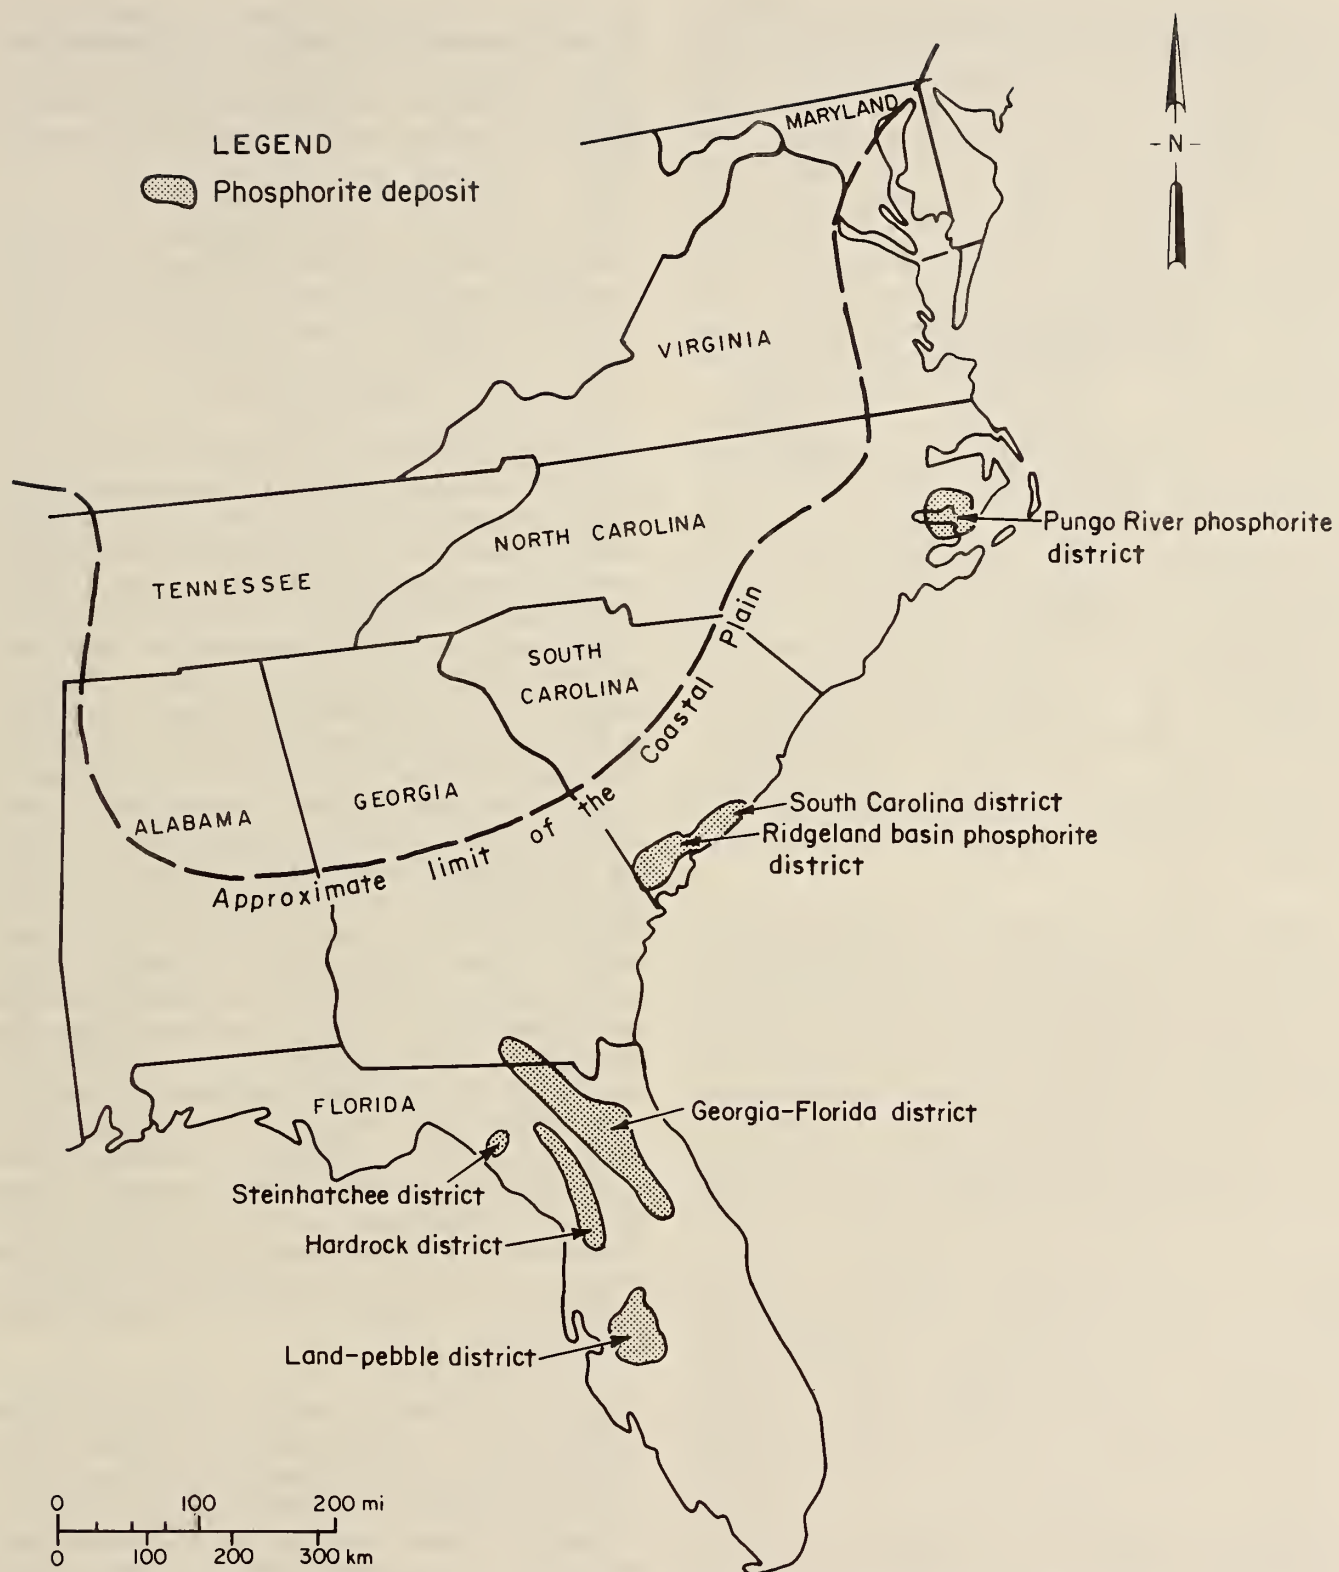 LEGEND
Phosphorite deposit
MARYLAND
- N -
VIRGINIA
NORTH CAROLINA
Pungo River phosphorite
district
TENNESSEE
SOUTH
CAROLINA
GEORGIA
ALABAMA
Approximate limit of the Coastal Plain
South Carolina district
Ridgeland basin phosphorite
district
FLORIDA
Georgia-Florida district
Steinhatchee district
Hardrock district
Land-pebble district
0 100 200 mi
0 100 200 300 km